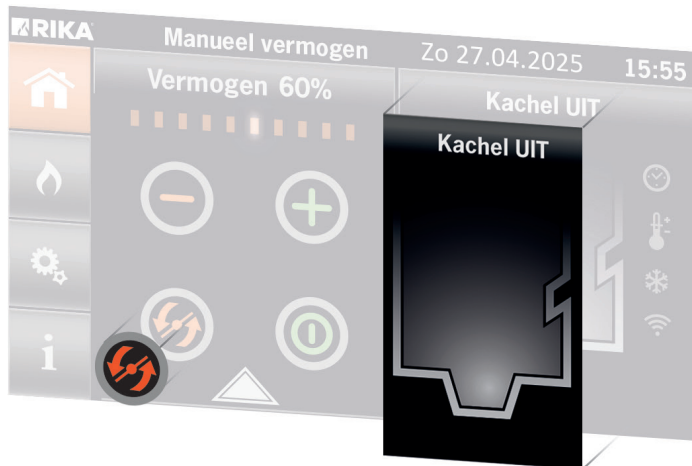 RIKA
Manueel vermogen
Zo 27.04.2025
15:55
Vermogen 60%
Kachel UIT
Kachel UIT
i